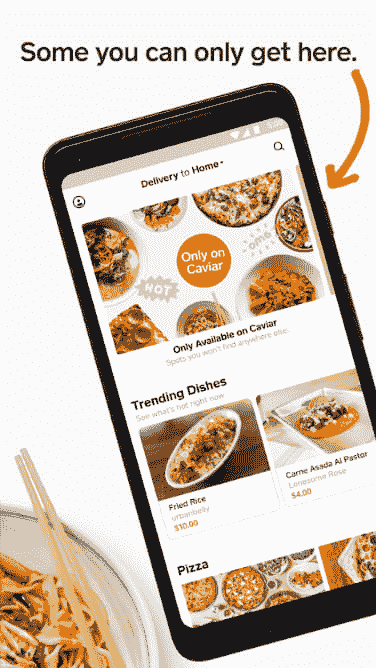 Some you can only get here.
Delivery to Home
Only on
Caviar
OMG
HOT
Only Available on Caviar
Spots you won't find anywhere else.
Trending Dishes
See what's hot right now
Fried Rice
urbanbelly
$10.00
Carne Asada Al Pastor
Lonesome Rose
$4.00
Pizza